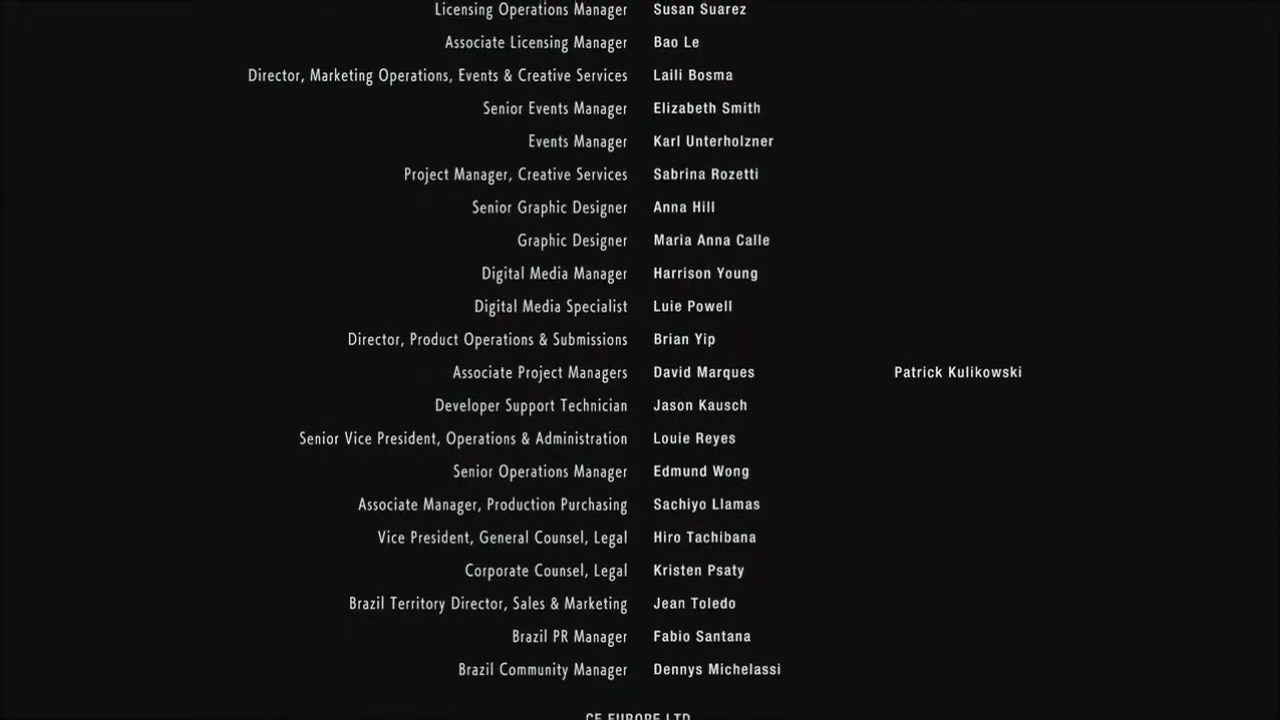 Licensing Operations Manager Susan Suarez
Associate Licensing Manager Bao Le
Director, Marketing Operations, Events & Creative Services Laili Bosma
Senior Events Manager Elizabeth Smith
Events Manager Karl Unterholzner
Project Manager, Creative Services Sabrina Rozetti
Senior Graphic Designer Anna Hill
Graphic Designer Maria Anna Calle
Digital Media Manager Harrison Young
Digital Media Specialist Luie Powell
Director, Product Operations & Submissions Brian Yip
Associate Project Managers David Marques Patrick Kulikowski
Developer Support Technician Jason Kausch
Senior Vice President, Operations & Administration Louie Reyes
Senior Operations Manager Edmund Wong
Associate Manager, Production Purchasing Sachiyo Llamas
Vice President, General Counsel, Legal Hiro Tachibana
Corporate Counsel, Legal Kristen Psaty
Brazil Territory Director, Sales & Marketing Jean Toledo
Brazil PR Manager Fabio Santana
Brazil Community Manager Dennys Michelassi
CE EUROPE LTD